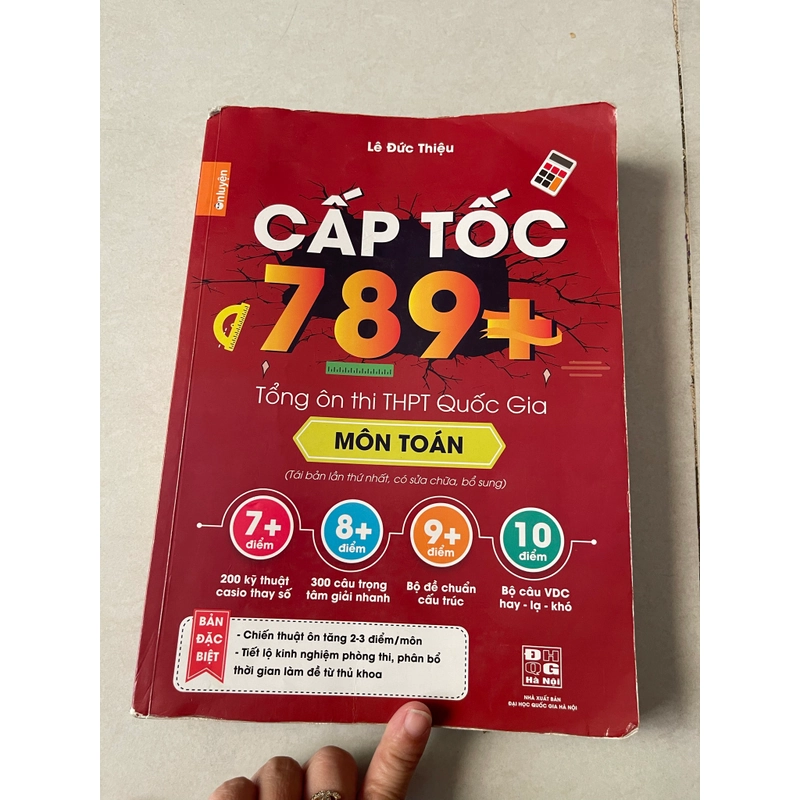 Lê Đức Thiệu
ônluyện
CẤP TỐC
789+
Tổng ôn thi THPT Quốc Gia
MÔN TOÁN
(Tái bản lần thứ nhất, có sửa chữa, bổ sung)
7+
điểm
8+
điểm
9+
điểm
10
điểm
200 kỹ thuật
casio thay số
300 câu trọng
tâm giải nhanh
Bộ đề chuẩn
cấu trúc
Bộ câu VDC
hay - lạ - khó
BẢN
ĐẶC
BIỆT
- Chiến thuật ôn tăng 2-3 điểm/môn
- Tiết lộ kinh nghiệm phòng thi, phân bổ
thời gian làm đề từ thủ khoa
ĐH
QG
Hà Nội
NHÀ XUẤT BẢN
ĐẠI HỌC QUỐC GIA HÀ NỘI